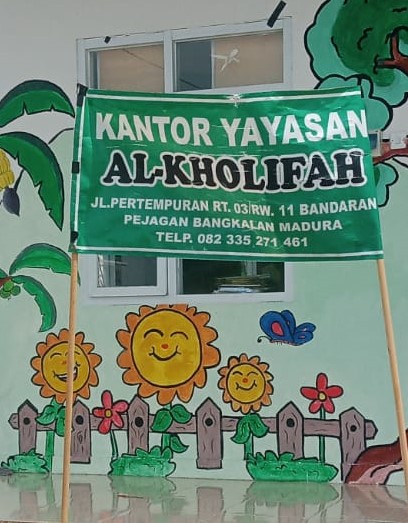 KANTOR YAYASAN
AL-KHOLIFAH
JL.PERTEMPURAN RT. 03/RW. 11 BANDARAN
PEJAGAN BANGKALAN MADURA
TELP. 082 335 271 461